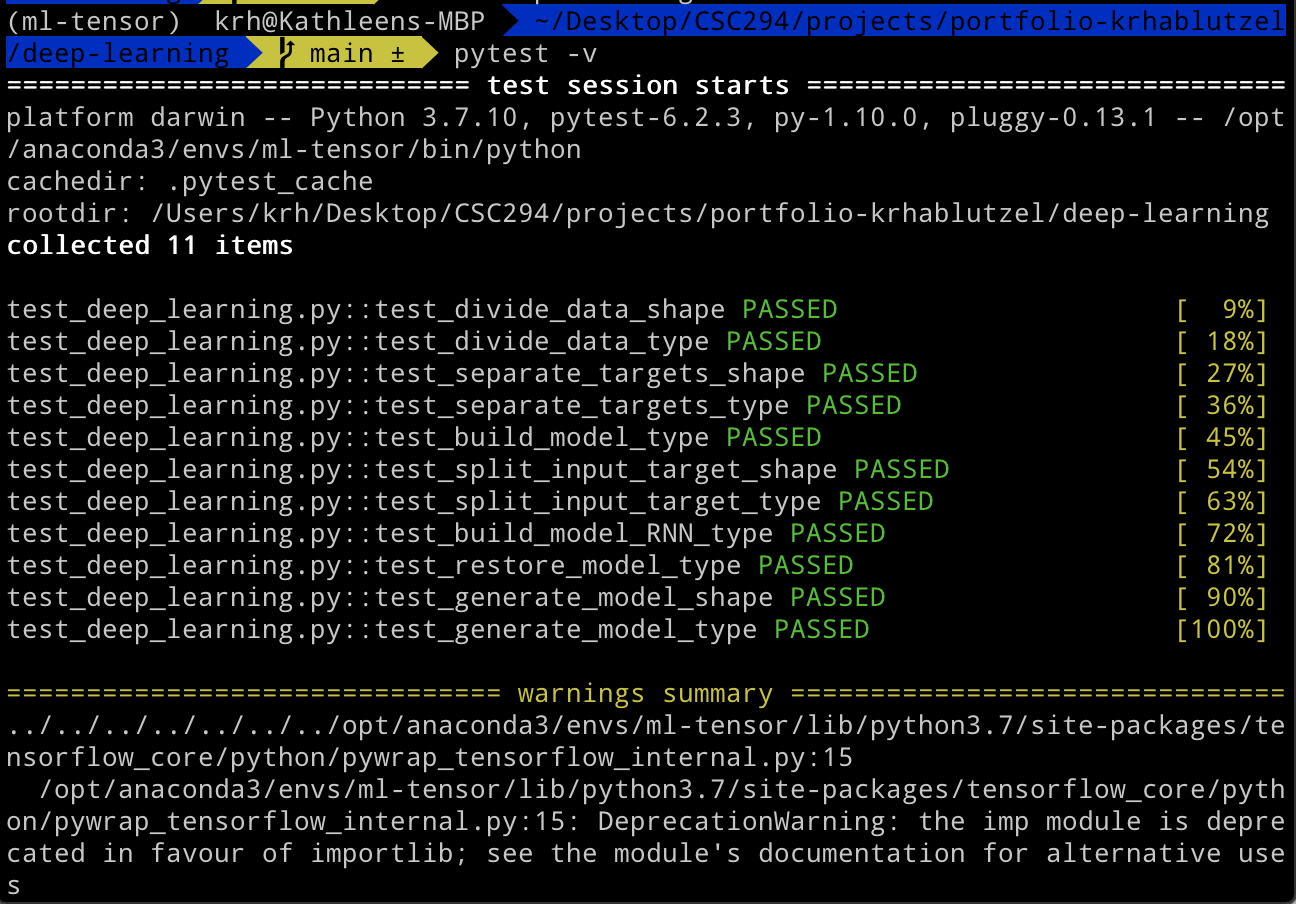 (ml-tensor)  krh@Kathleens-MBP  ~/Desktop/CSC294/projects/portfolio-krhablutzel
/deep-learning  main ±  pytest -v
============================= test session starts ==============================
platform darwin -- Python 3.7.10, pytest-6.2.3, py-1.10.0, pluggy-0.13.1 -- /opt
/anaconda3/envs/ml-tensor/bin/python
cachedir: .pytest_cache
rootdir: /Users/krh/Desktop/CSC294/projects/portfolio-krhablutzel/deep-learning
collected 11 items
test_deep_learning.py::test_divide_data_shape PASSED                     [  9%]
test_deep_learning.py::test_divide_data_type PASSED                      [ 18%]
test_deep_learning.py::test_separate_targets_shape PASSED                [ 27%]
test_deep_learning.py::test_separate_targets_type PASSED                 [ 36%]
test_deep_learning.py::test_build_model_type PASSED                      [ 45%]
test_deep_learning.py::test_split_input_target_shape PASSED              [ 54%]
test_deep_learning.py::test_split_input_target_type PASSED               [ 63%]
test_deep_learning.py::test_build_model_RNN_type PASSED                  [ 72%]
test_deep_learning.py::test_restore_model_type PASSED                    [ 81%]
test_deep_learning.py::test_generate_model_shape PASSED                  [ 90%]
test_deep_learning.py::test_generate_model_type PASSED                   [100%]
=============================== warnings summary ===============================
../../../../../../../opt/anaconda3/envs/ml-tensor/lib/python3.7/site-packages/te
nsorflow_core/python/pywrap_tensorflow_internal.py:15
  /opt/anaconda3/envs/ml-tensor/lib/python3.7/site-packages/tensorflow_core/pyth
on/pywrap_tensorflow_internal.py:15: DeprecationWarning: the imp module is depre
cated in favour of importlib; see the module's documentation for alternative use
s